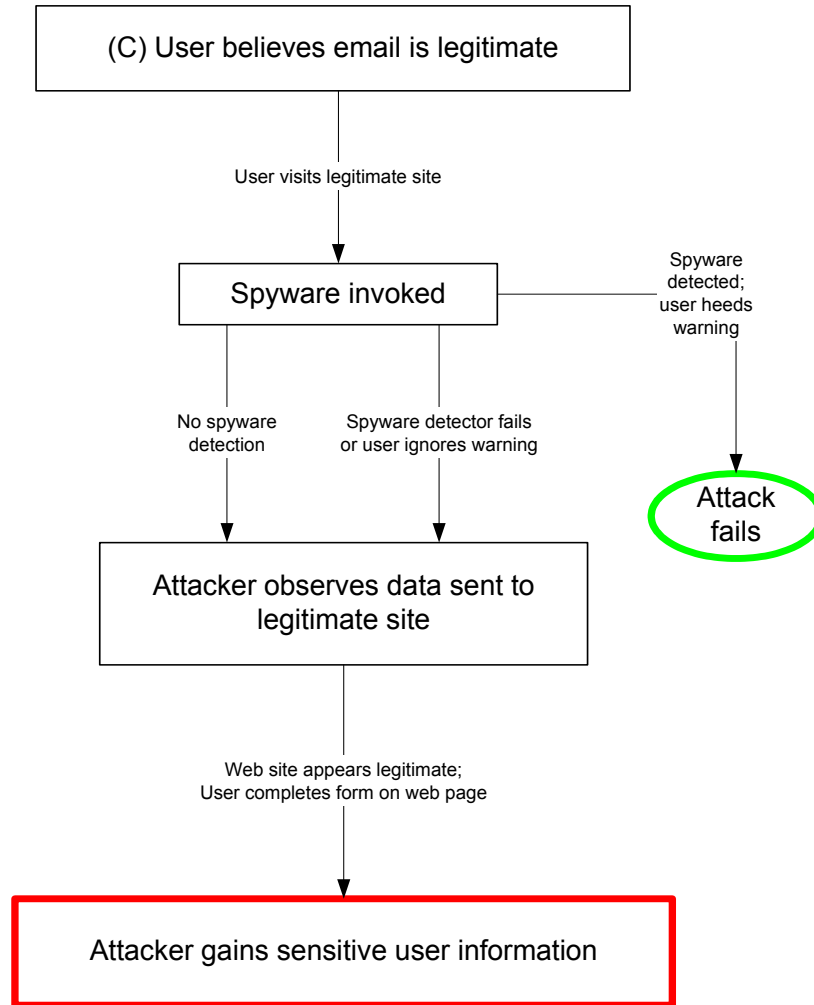 (C) User believes email is legitimate
User visits legitimate site
Spyware
detected;
user heeds
warning
Spyware invoked
No spyware
detection
Spyware detector fails
or user ignores warning
Attack
fails
Attacker observes data sent to
legitimate site
Web site appears legitimate;
User completes form on web page
Attacker gains sensitive user information